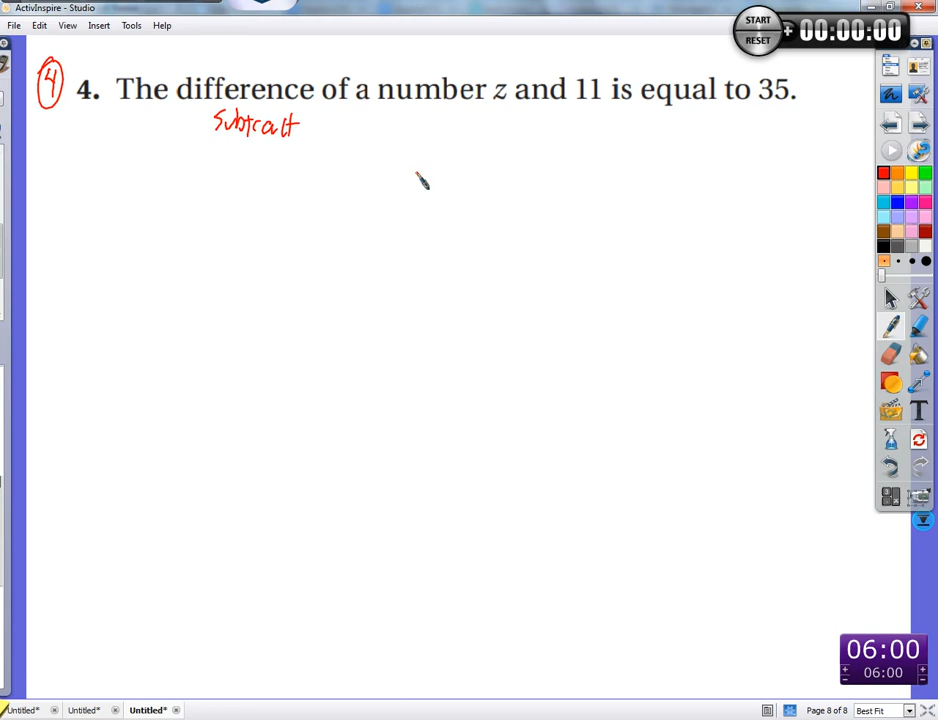 ActivInspire - Studio
START
RESET
00:00:00
File Edit View Insert Tools Help
4 4. The difference of a number z and 11 is equal to 35.
Subtract
06:00
06:00
Untitled* Untitled* Untitled* Page 8 of 8 Best Fit